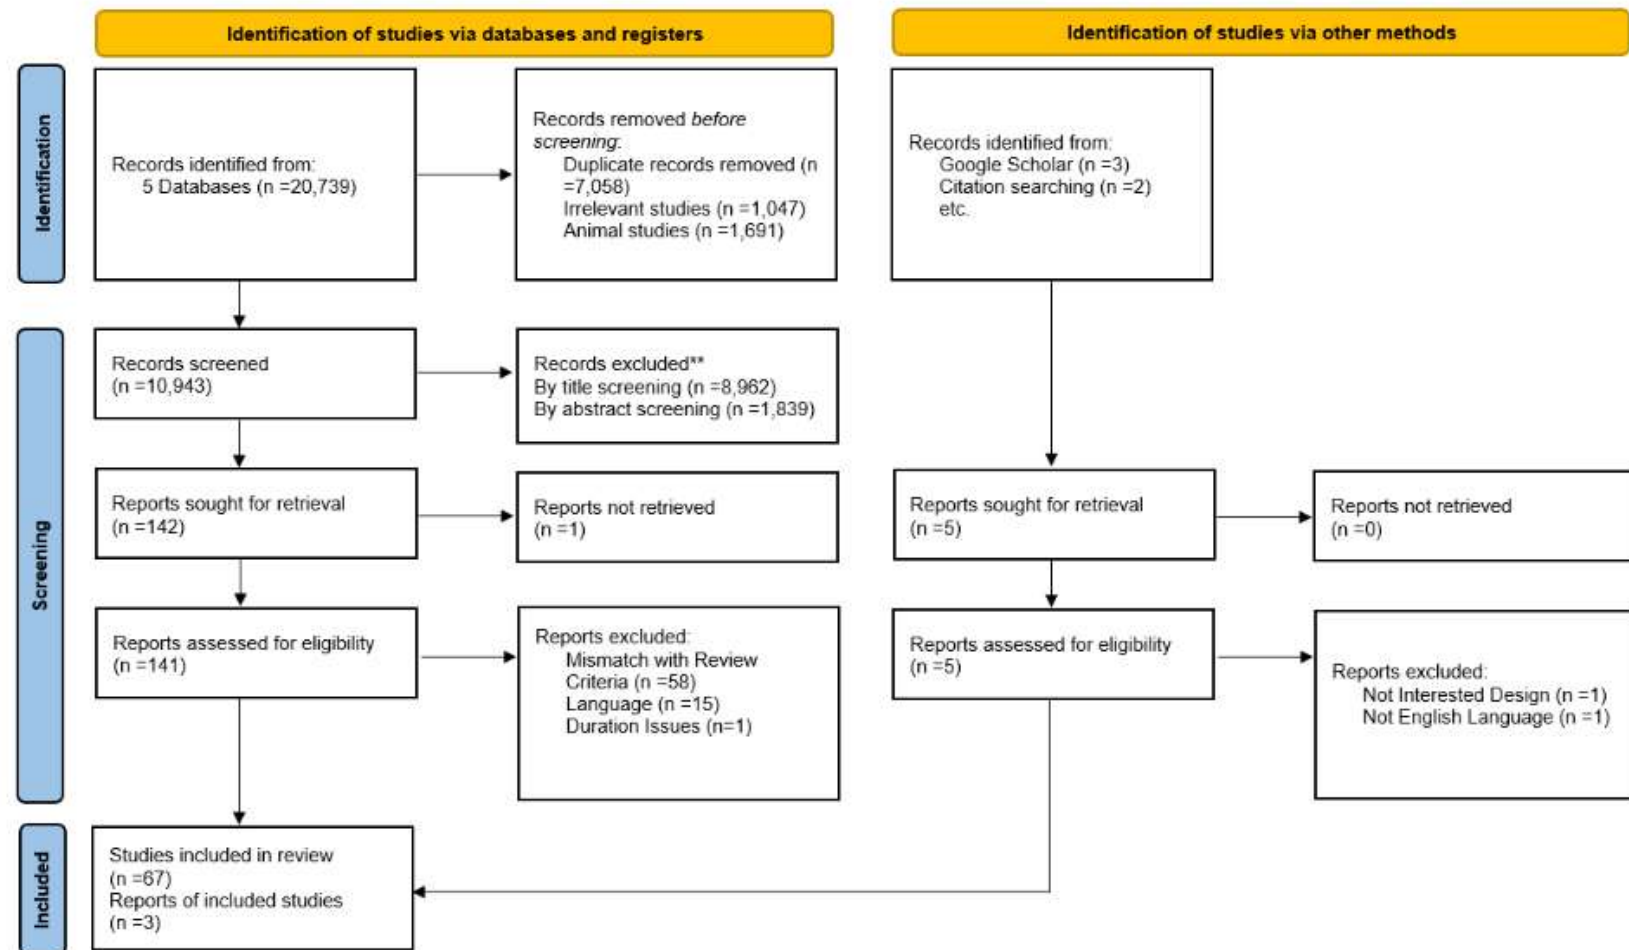 Identification of studies via databases and registers
Identification of studies via other methods
Identification
Records identified from:
5 Databases (n =20,739)
Records removed before
screening:
Duplicate records removed (n
=7,058)
Irrelevant studies (n =1,047)
Animal studies (n =1,691)
Records identified from:
Google Scholar (n =3)
Citation searching (n =2)
etc.
Screening
Records screened
(n =10,943)
Records excluded**
By title screening (n =8,962)
By abstract screening (n =1,839)
Reports sought for retrieval
(n =142)
Reports not retrieved
(n =1)
Reports sought for retrieval
(n =5)
Reports not retrieved
(n =0)
Reports assessed for eligibility
(n =141)
Reports excluded:
Mismatch with Review
Criteria (n =58)
Language (n =15)
Duration Issues (n=1)
Reports assessed for eligibility
(n =5)
Reports excluded:
Not Interested Design (n =1)
Not English Language (n =1)
Included
Studies included in review
(n =67)
Reports of included studies
(n =3)